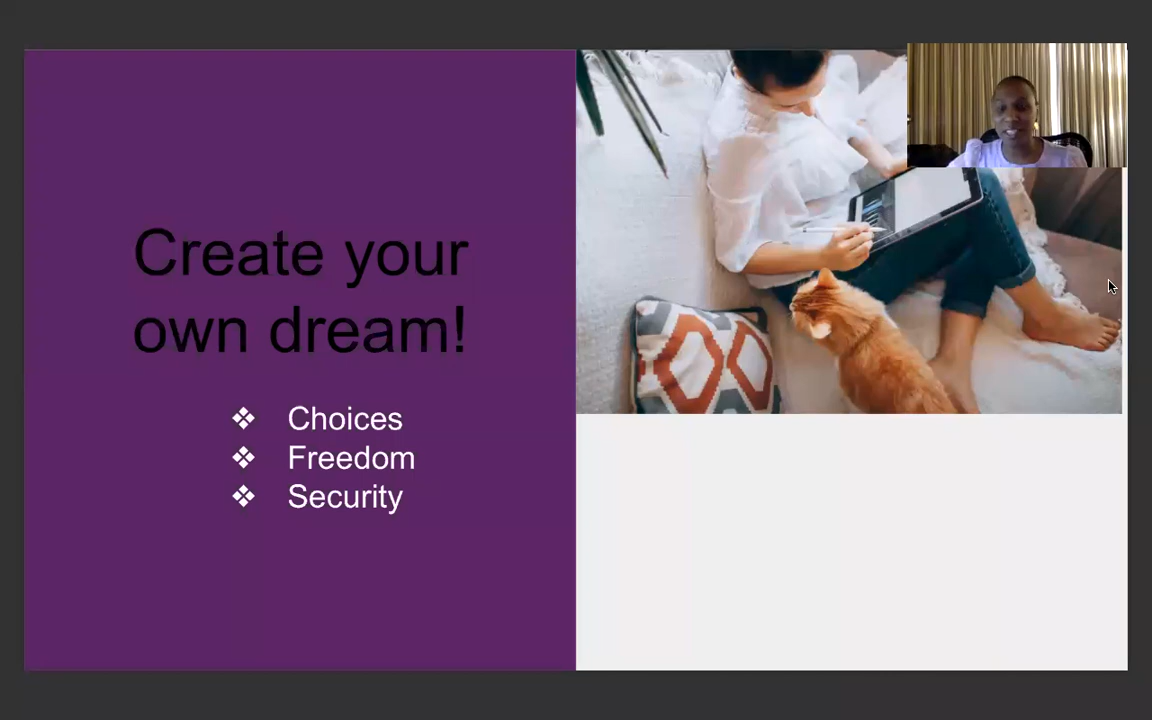 Create your
own dream!
❖ Choices
❖ Freedom
❖ Security